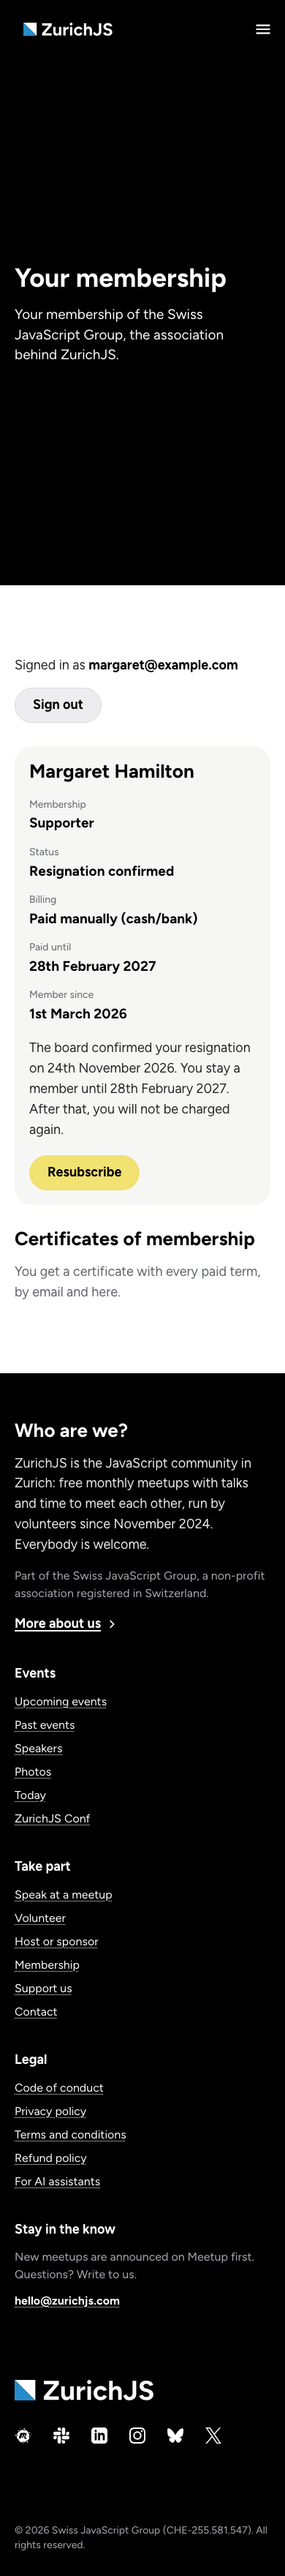 ZurichJS
Your membership
Your membership of the Swiss
JavaScript Group, the association
behind ZurichJS.
Signed in as margaret@example.com
Sign out
Margaret Hamilton
Membership
Supporter
Status
Resignation confirmed
Billing
Paid manually (cash/bank)
Paid until
28th February 2027
Member since
1st March 2026
The board confirmed your resignation
on 24th November 2026. You stay a
member until 28th February 2027.
After that, you will not be charged
again.
Resubscribe
Certificates of membership
You get a certificate with every paid term,
by email and here.
Who are we?
ZurichJS is the JavaScript community in
Zurich: free monthly meetups with talks
and time to meet each other, run by
volunteers since November 2024.
Everybody is welcome.
Part of the Swiss JavaScript Group, a non-profit
association registered in Switzerland.
More about us
Events
Upcoming events
Past events
Speakers
Photos
Today
ZurichJS Conf
Take part
Speak at a meetup
Volunteer
Host or sponsor
Membership
Support us
Contact
Legal
Code of conduct
Privacy policy
Terms and conditions
Refund policy
For AI assistants
Stay in the know
New meetups are announced on Meetup first.
Questions? Write to us.
hello@zurichjs.com
ZurichJS
© 2026 Swiss JavaScript Group (CHE-255.581.547). All
rights reserved.